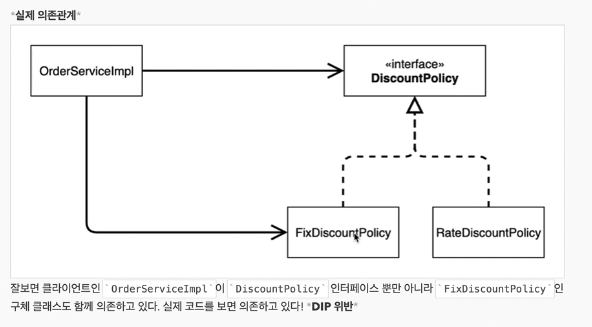 *실제 의존관계*
OrderServiceImpl
«interface»
DiscountPolicy
FixDiscountPolicy
RateDiscountPolicy
잘보면 클라이언트인 `OrderServiceImpl`이 `DiscountPolicy` 인터페이스 뿐만 아니라 `FixDiscountPolicy`인
구체 클래스도 함께 의존하고 있다. 실제 코드를 보면 의존하고 있다! *DIP 위반*